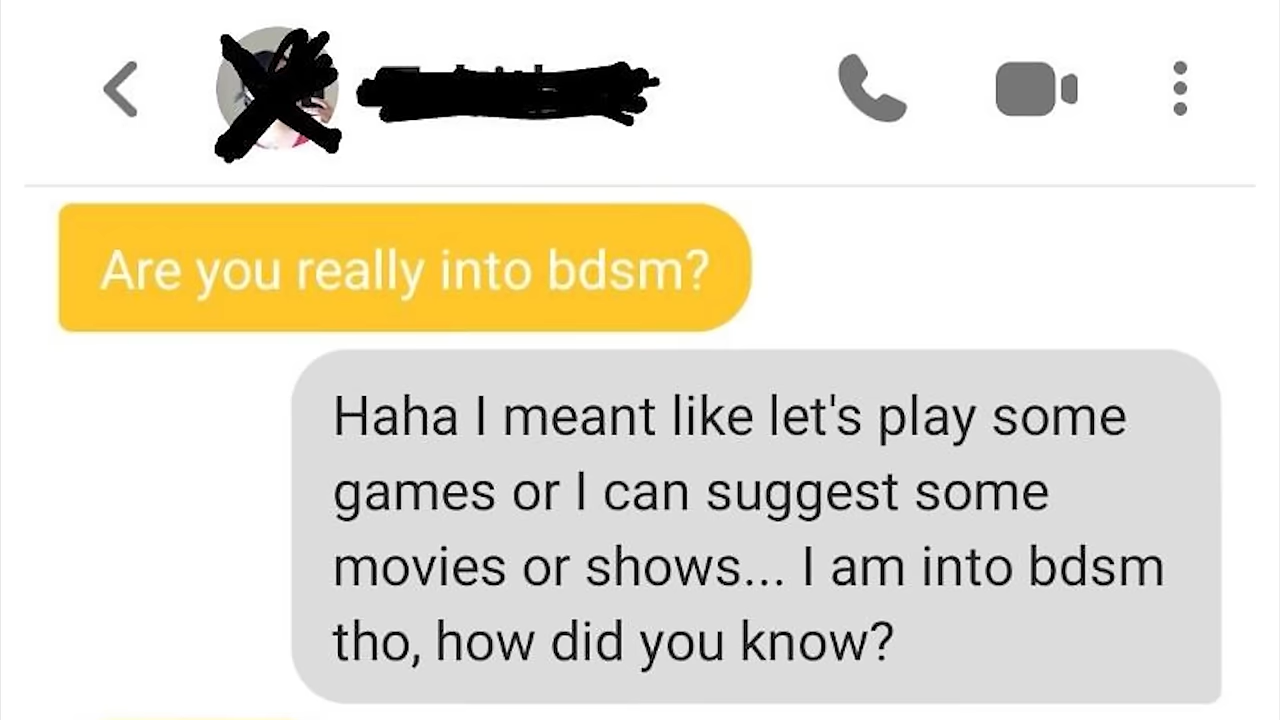 Are you really into bdsm?
Haha I meant like let's play some
games or I can suggest some
movies or shows... I am into bdsm
tho, how did you know?